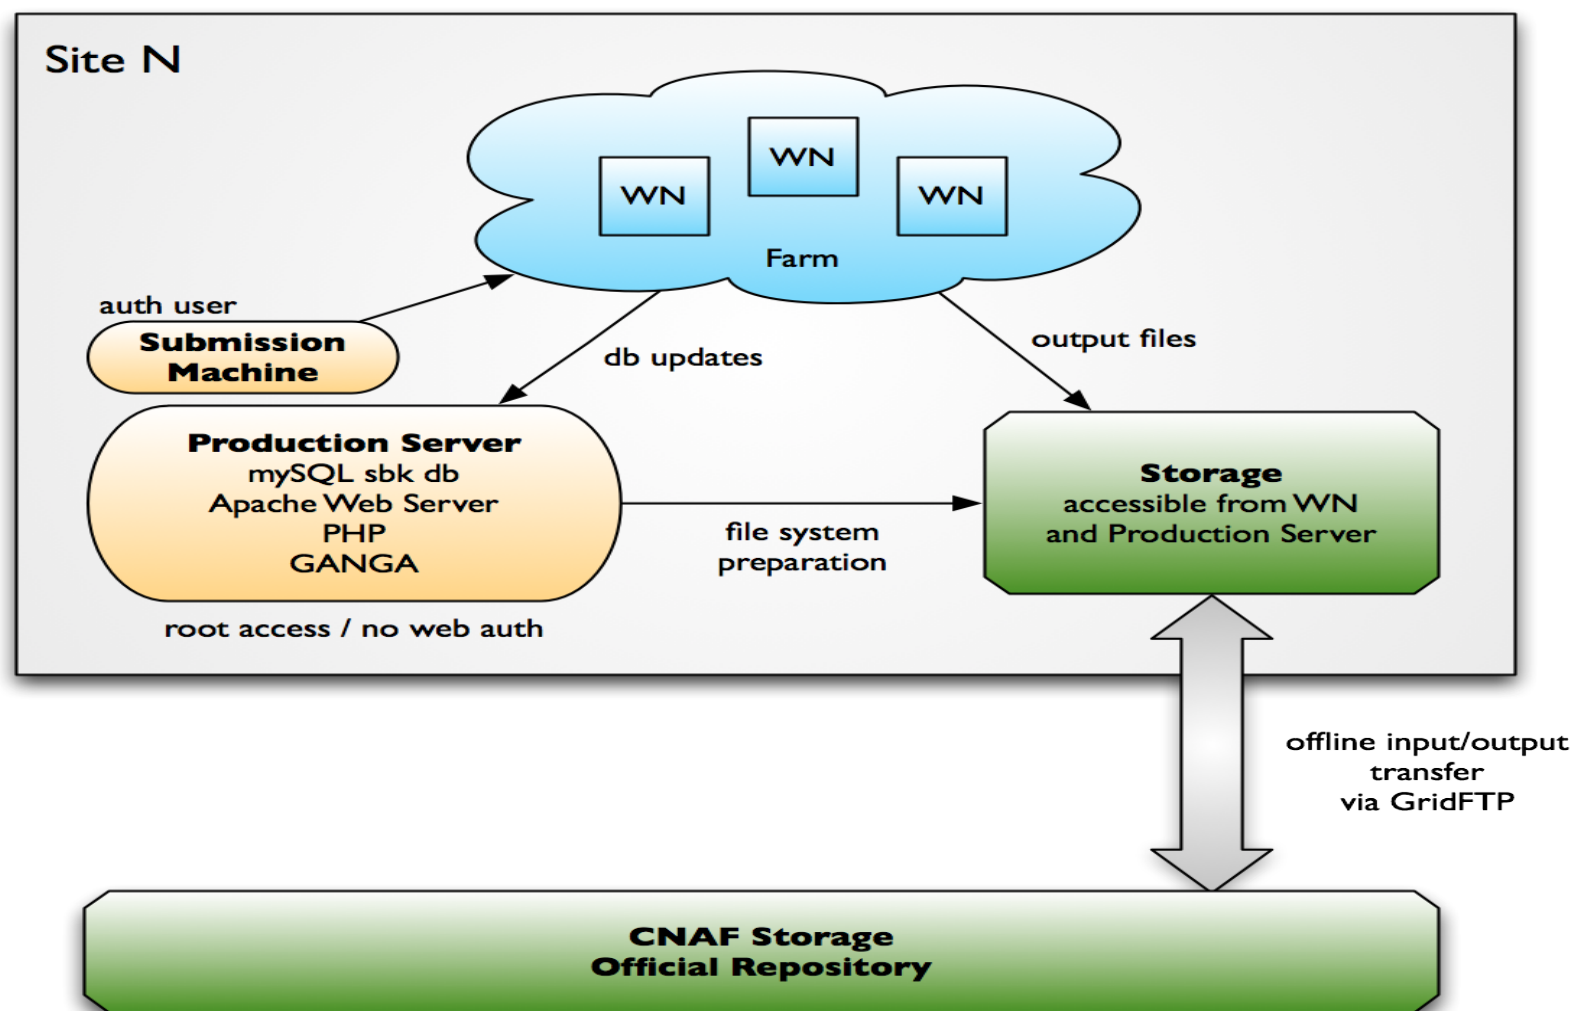 Site N
WN
WN
WN
Farm
auth user
Submission
Machine
db updates
output files
Production Server
mySQL sbk db
Apache Web Server
PHP
GANGA
root access / no web auth
file system
preparation
Storage
accessible from WN
and Production Server
offline input/output
transfer
via GridFTP
CNAF Storage
Official Repository